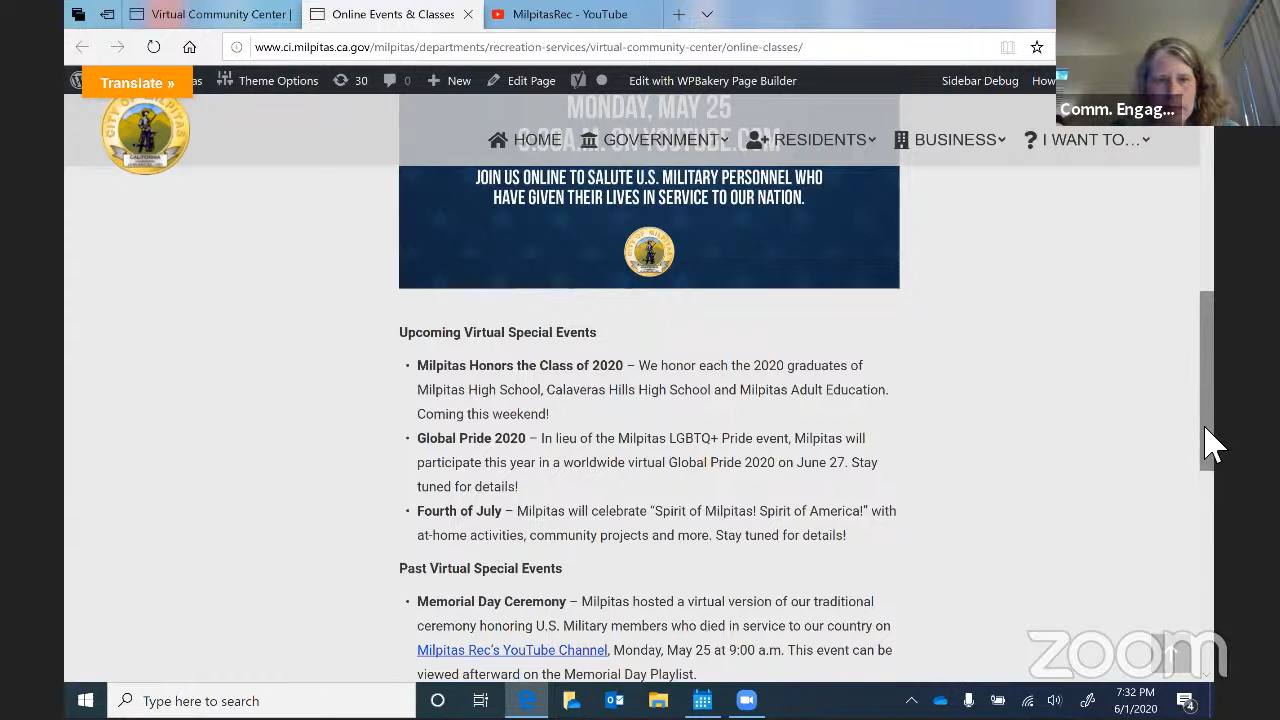 Virtual Community Center |
Online Events & Classes
MilpitasRec - YouTube
www.ci.milpitas.ca.gov/milpitas/departments/recreation-services/virtual-community-center/online-classes/
Translate »
Theme Options
30
0
New
Edit Page
Edit with WPBakery Page Builder
Sidebar Debug
Comm. Engag...
CITY OF MILPITAS
CALIFORNIA
MONDAY, MAY 25
HOME
GOVERNMENT
RESIDENTS
BUSINESS
I WANT TO...
JOIN US ONLINE TO SALUTE U.S. MILITARY PERSONNEL WHO
HAVE GIVEN THEIR LIVES IN SERVICE TO OUR NATION.
CITY OF MILPITAS
Upcoming Virtual Special Events
• Milpitas Honors the Class of 2020 – We honor each the 2020 graduates of
Milpitas High School, Calaveras Hills High School and Milpitas Adult Education.
Coming this weekend!
• Global Pride 2020 – In lieu of the Milpitas LGBTQ+ Pride event, Milpitas will
participate this year in a worldwide virtual Global Pride 2020 on June 27. Stay
tuned for details!
• Fourth of July – Milpitas will celebrate “Spirit of Milpitas! Spirit of America!” with
at-home activities, community projects and more. Stay tuned for details!
Past Virtual Special Events
• Memorial Day Ceremony – Milpitas hosted a virtual version of our traditional
ceremony honoring U.S. Military members who died in service to our country on
Milpitas Rec's YouTube Channel, Monday, May 25 at 9:00 a.m. This event can be
viewed afterward on the Memorial Day Playlist.
zoom
Type here to search
7:32 PM
6/1/2020
4